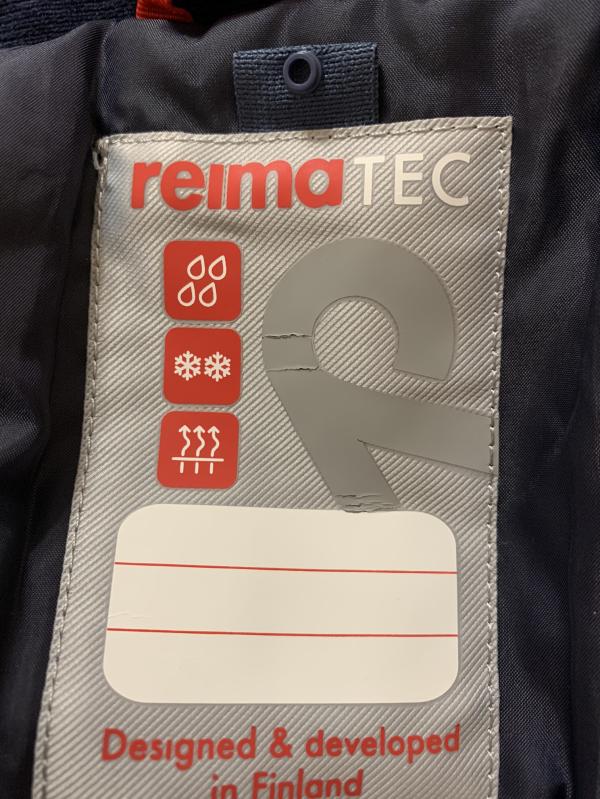 reimaTEC
Designed & developed
in Finland